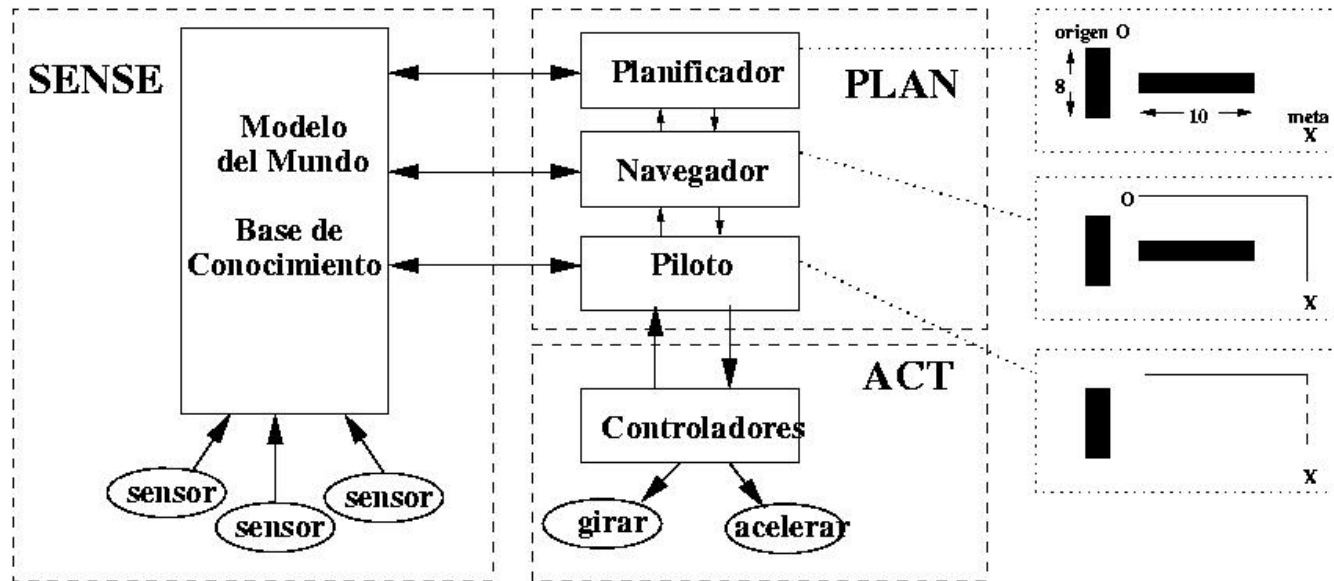 SENSE
Modelo
del Mundo
Base de
Conocimiento
sensor
sensor
sensor
PLAN
Planificador
Navegador
Piloto
ACT
Controladores
girar
acelerar
origen O
8
10
meta
X
O
X
X